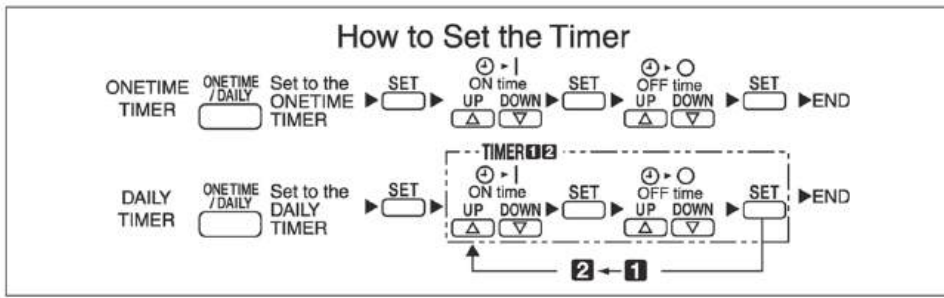 How to Set the Timer
ONETIME TIMER
ONETIME /DAILY
Set to the ONETIME TIMER
SET
ON time
UP DOWN
SET
OFF time
UP DOWN
SET
END
TIMER 1 2
DAILY TIMER
ONETIME /DAILY
Set to the DAILY TIMER
SET
ON time
UP DOWN
SET
OFF time
UP DOWN
SET
END
2 ← 1